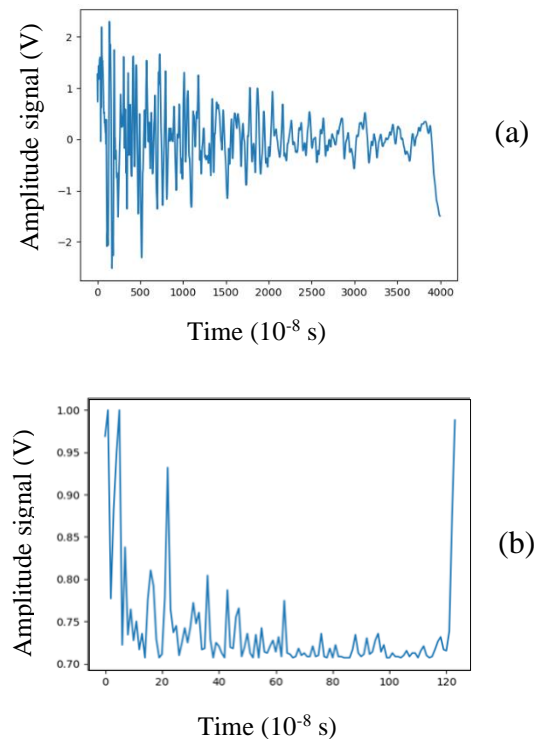 Amplitude signal (V)
2
1
0
−1
−2
0 500 1000 1500 2000 2500 3000 3500 4000
Time (10⁻⁸ s)
(a)
Amplitude signal (V)
1.00
0.95
0.90
0.85
0.80
0.75
0.70
0 20 40 60 80 100 120
Time (10⁻⁸ s)
(b)